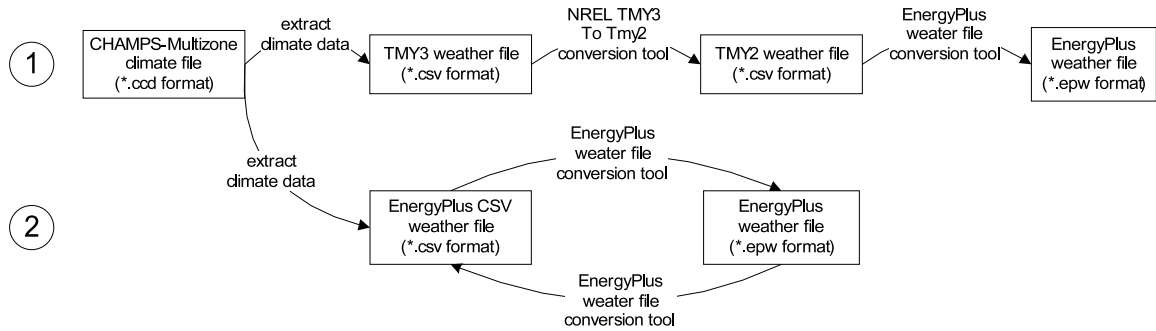 1
CHAMPS-Multizone
climate file
(*.ccd format)
extract
climate data
TMY3 weather file
(*.csv format)
NREL TMY3
To Tmy2
conversion tool
TMY2 weather file
(*.csv format)
EnergyPlus
weater file
conversion tool
EnergyPlus
weather file
(*.epw format)
2
extract
climate data
EnergyPlus CSV
weather file
(*.csv format)
EnergyPlus
weater file
conversion tool
EnergyPlus
weather file
(*.epw format)
EnergyPlus
weater file
conversion tool